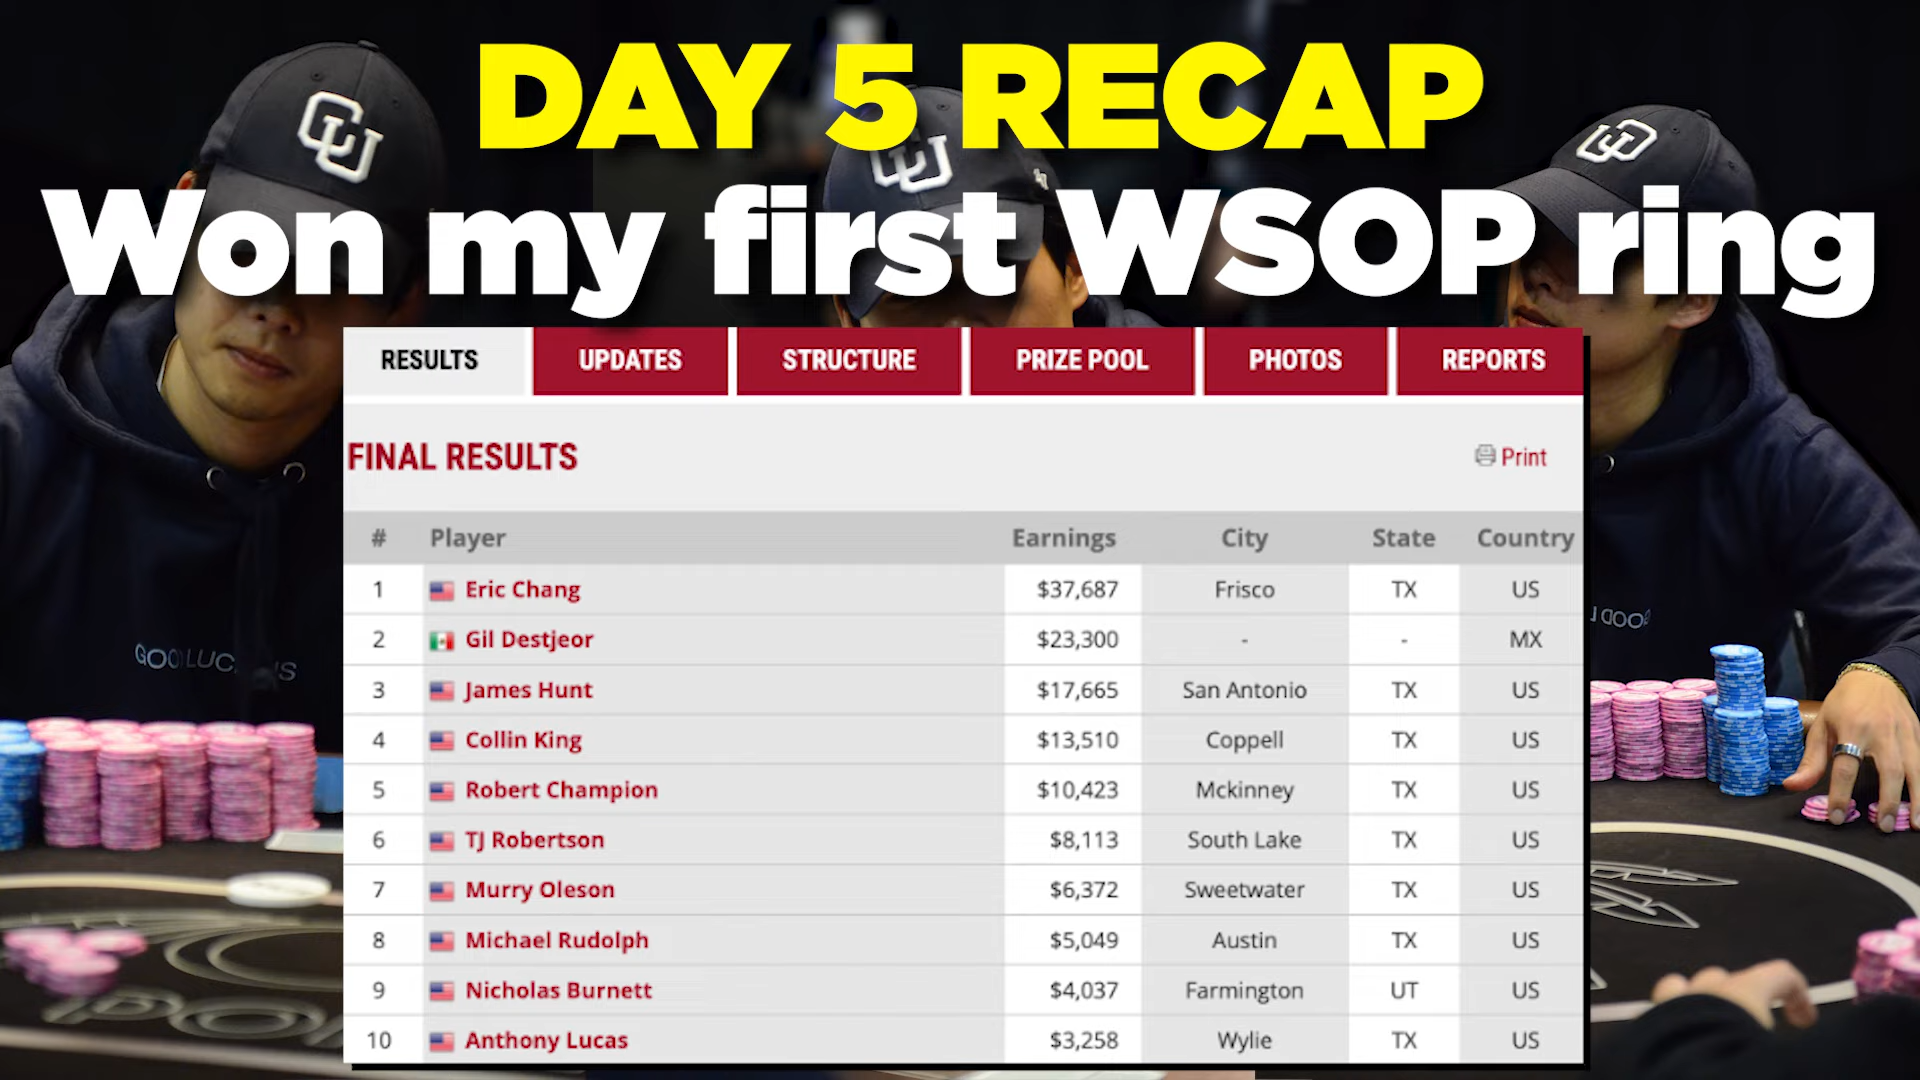 DAY 5 RECAP
Won my first WSOP ring
RESULTS UPDATES STRUCTURE PRIZE POOL PHOTOS REPORTS
FINAL RESULTS Print
# Player Earnings City State Country
1 Eric Chang $37,687 Frisco TX US
2 Gil Destjeor $23,300 - - MX
3 James Hunt $17,665 San Antonio TX US
4 Collin King $13,510 Coppell TX US
5 Robert Champion $10,423 Mckinney TX US
6 TJ Robertson $8,113 South Lake TX US
7 Murry Oleson $6,372 Sweetwater TX US
8 Michael Rudolph $5,049 Austin TX US
9 Nicholas Burnett $4,037 Farmington UT US
10 Anthony Lucas $3,258 Wylie TX US